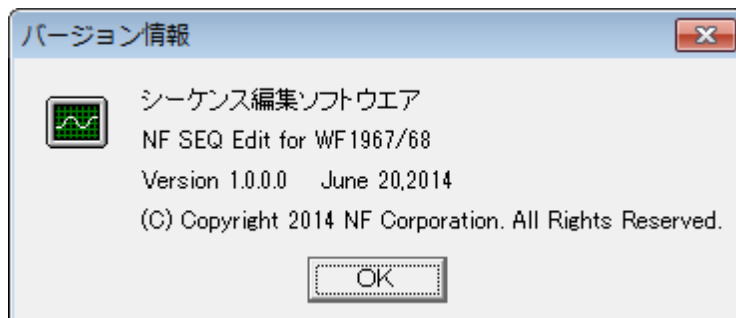 バージョン情報
シーケンス編集ソフトウエア
NF SEQ Edit for WF1967/68
Version 1.0.0.0 June 20,2014
(C) Copyright 2014 NF Corporation. All Rights Reserved.
OK